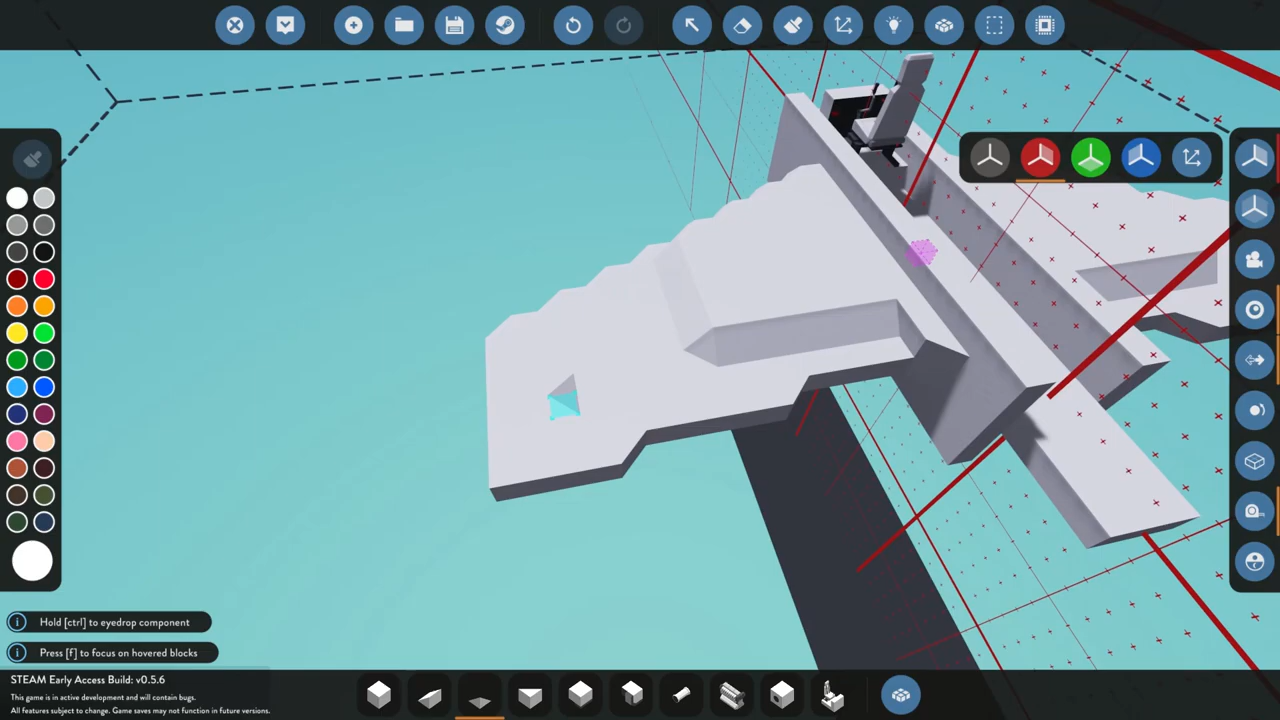 Hold [ctrl] to eyedrop component
Press [f] to focus on hovered blocks
STEAM Early Access Build: v0.5.6
This game is in active development and will contain bugs.
All features subject to change. Game saves may not function in future versions.